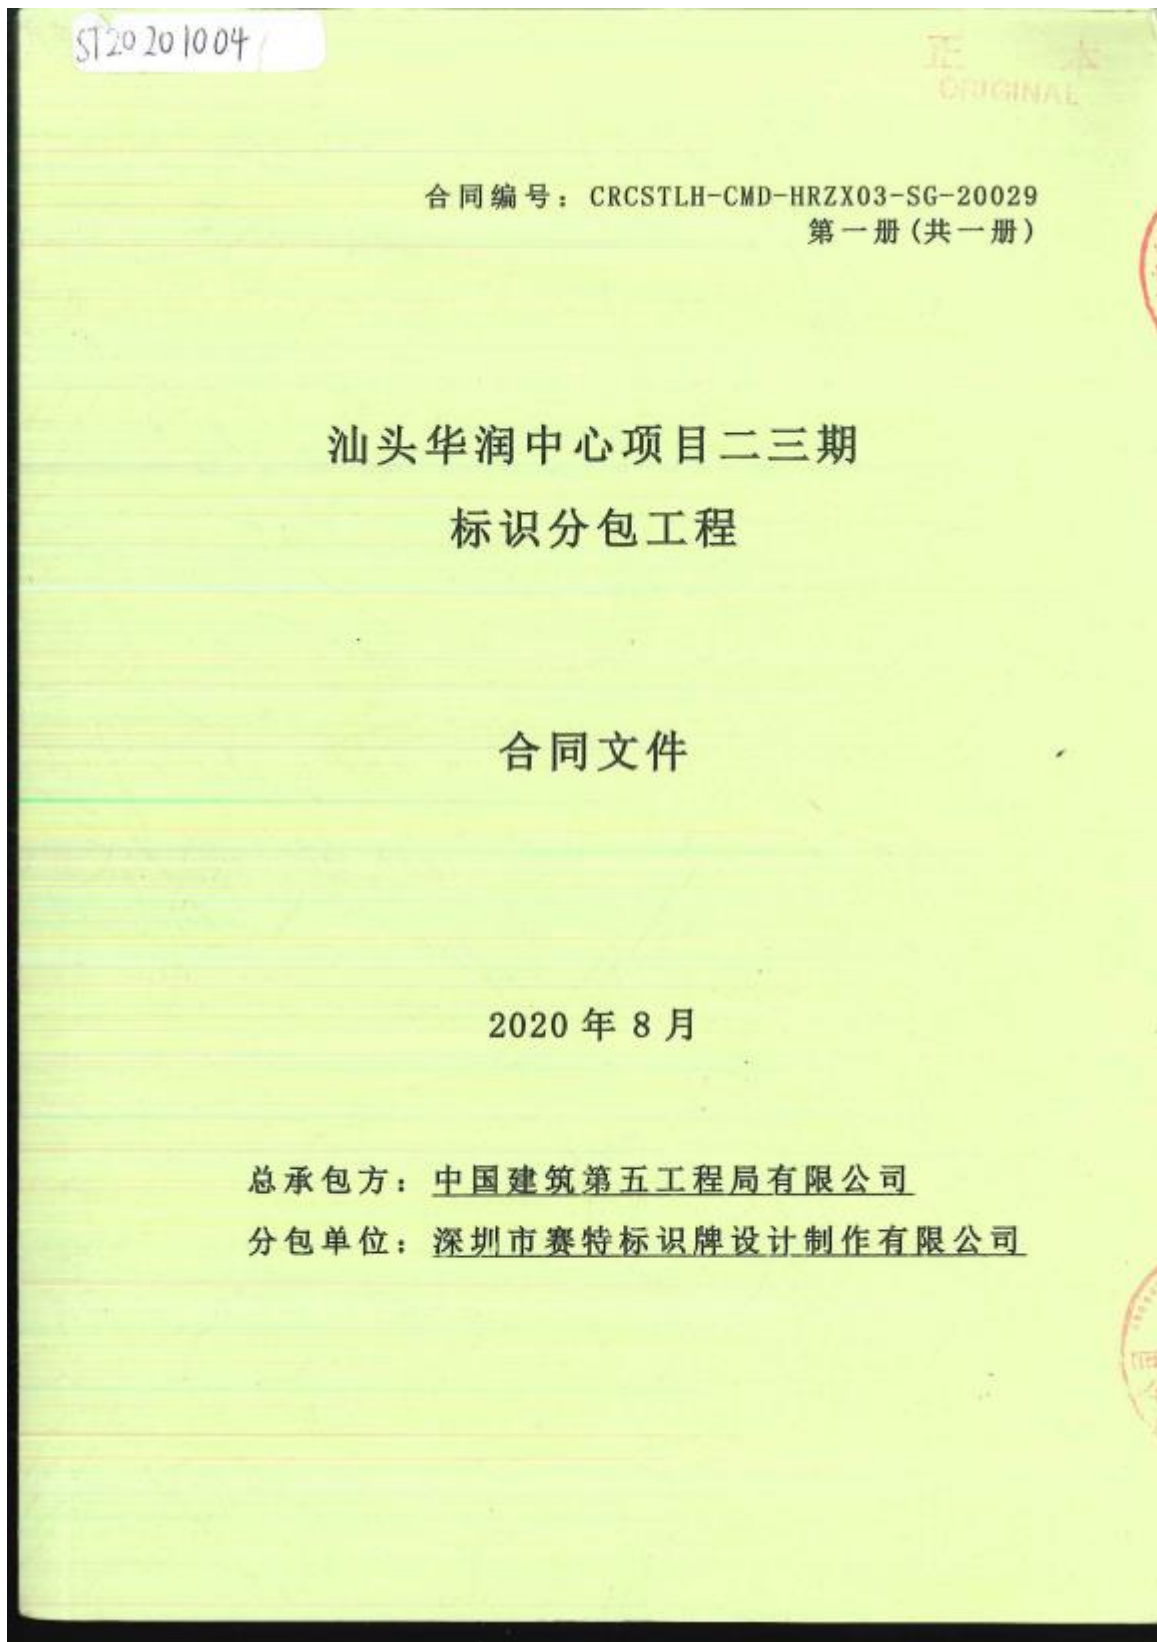 ST20201004
正 本
ORIGINAL
合同编号：CRCSTLH-CMD-HRZX03-SG-20029
第一册(共一册)
汕头华润中心项目二三期
标识分包工程
合同文件
2020 年 8 月
总承包方：中国建筑第五工程局有限公司
分包单位：深圳市赛特标识牌设计制作有限公司